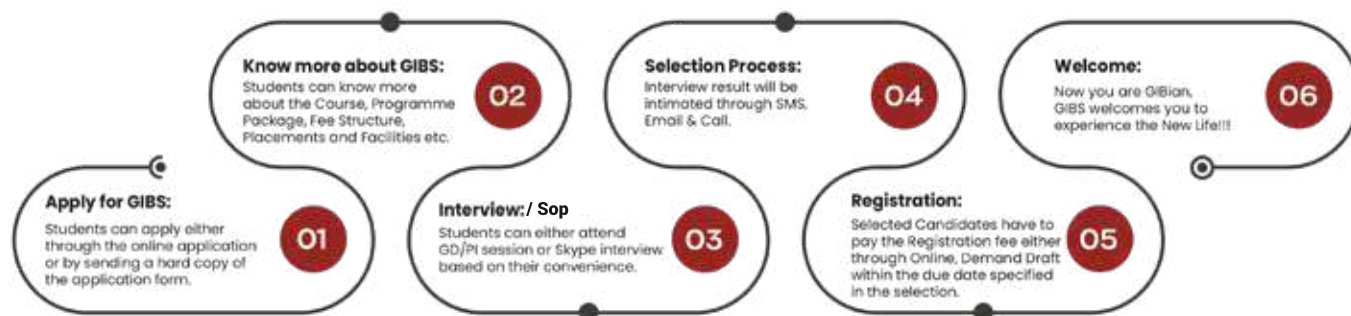 Apply for GIBS:
Students can apply either
through the online application
or by sending a hard copy of
the application form.
01
Know more about GIBS:
Students can know more
about the Course, Programme
Package, Fee Structure,
Placements and Facilities etc.
02
Interview:/ Sop
Students can either attend
GD/PI session or Skype interview
based on their convenience.
03
Selection Process:
Interview result will be
intimated through SMS,
Email & Call.
04
Registration:
Selected Candidates have to
pay the Registration fee either
through Online, Demand Draft
within the due date specified
in the selection.
05
Welcome:
Now you are GIBian,
GIBS welcomes you to
experience the New Life!!!
06